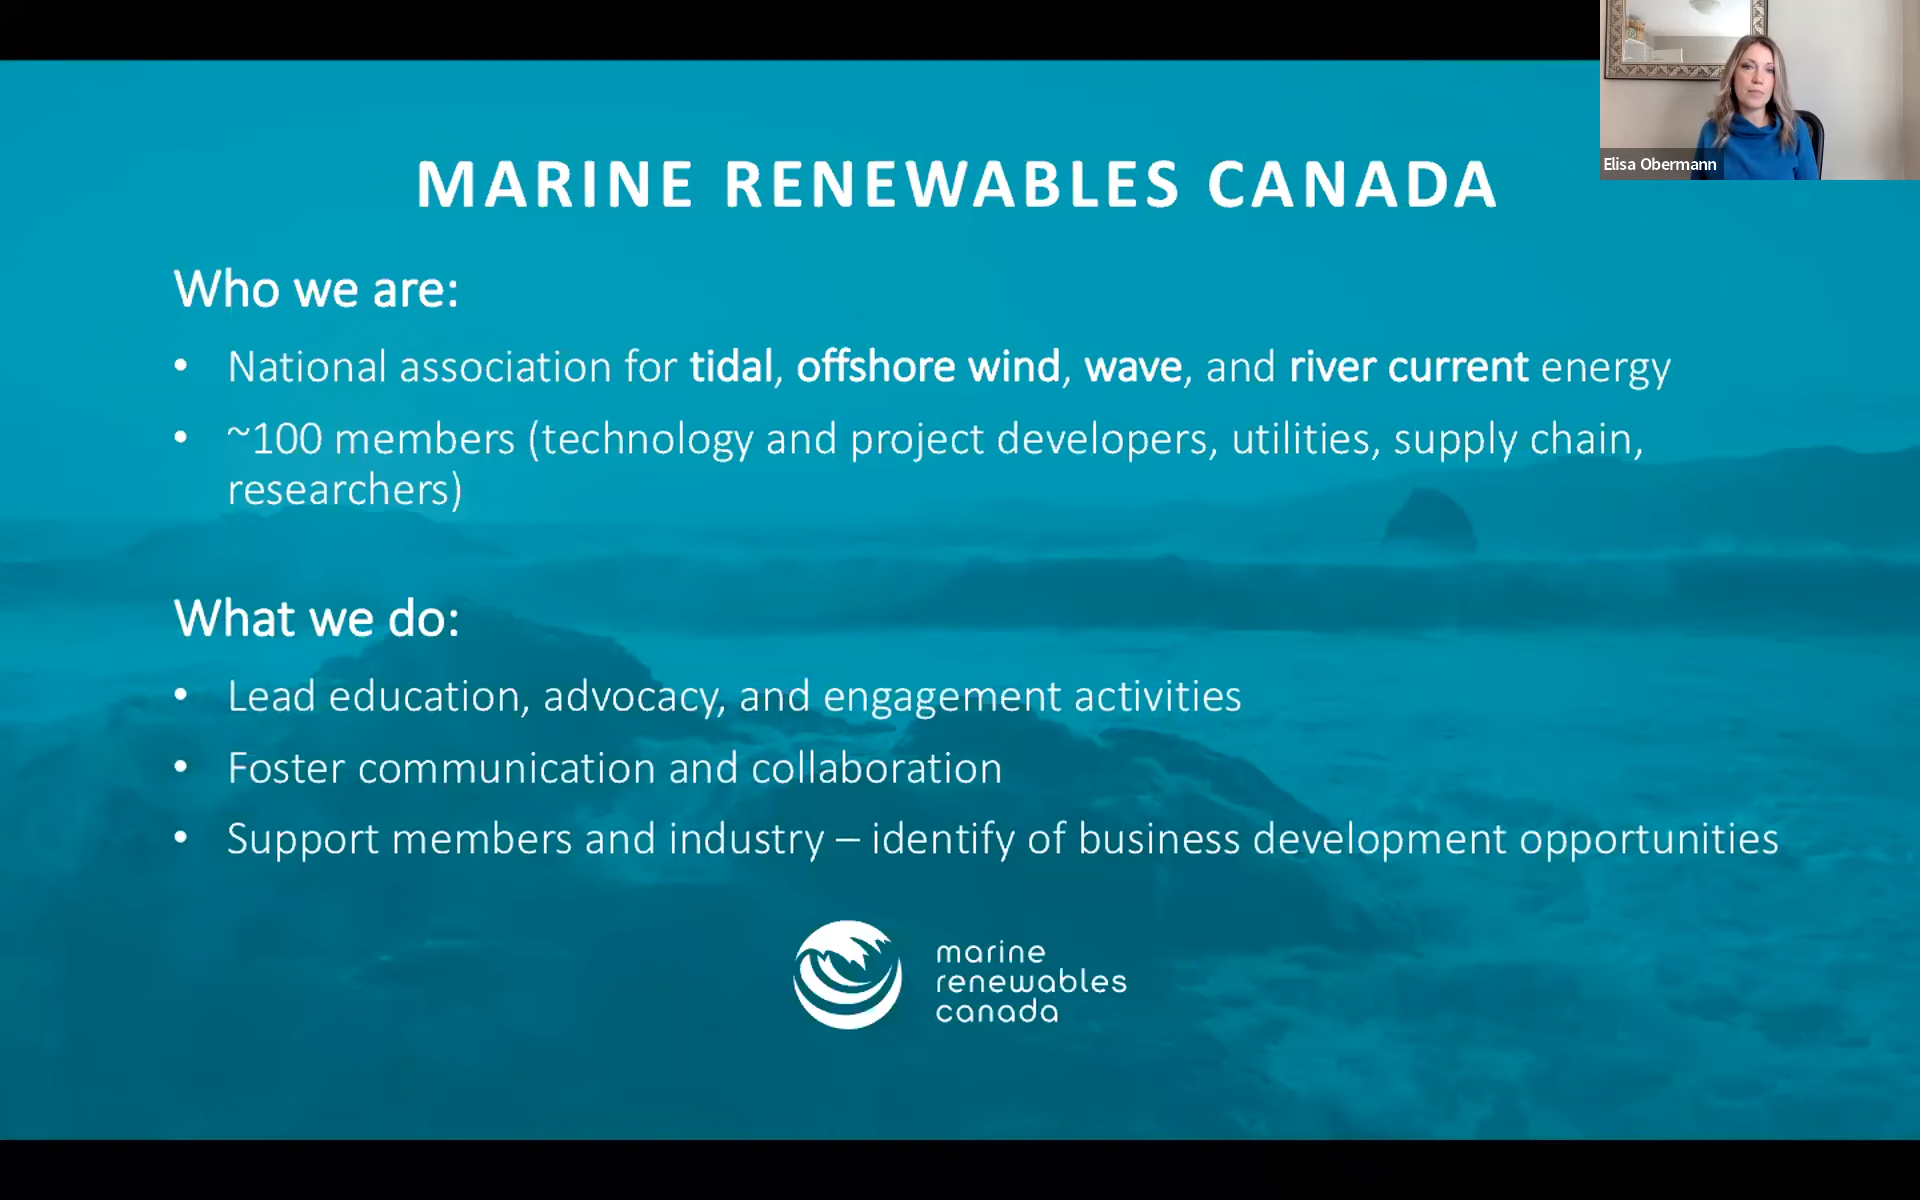 Elisa Obermann
MARINE RENEWABLES CANADA
Who we are:
• National association for tidal, offshore wind, wave, and river current energy
• ~100 members (technology and project developers, utilities, supply chain,
researchers)
What we do:
• Lead education, advocacy, and engagement activities
• Foster communication and collaboration
• Support members and industry – identify of business development opportunities
marine
renewables
canada